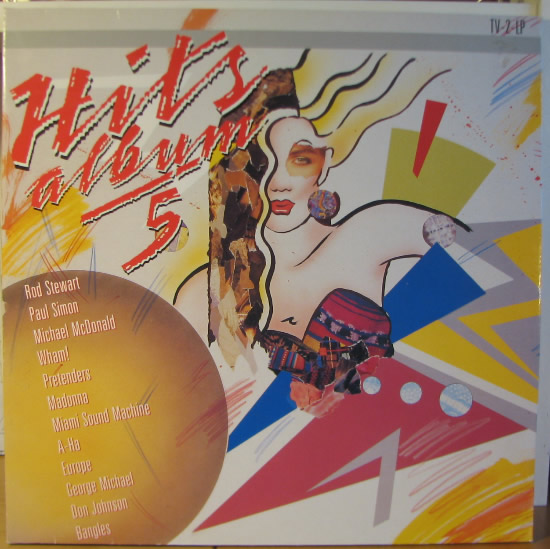 TV-2-LP
Hits
album
5
Rod Stewart
Paul Simon
Michael McDonald
Wham!
Pretenders
Madonna
Miami Sound Machine
A-Ha
Europe
George Michael
Don Johnson
Bangles